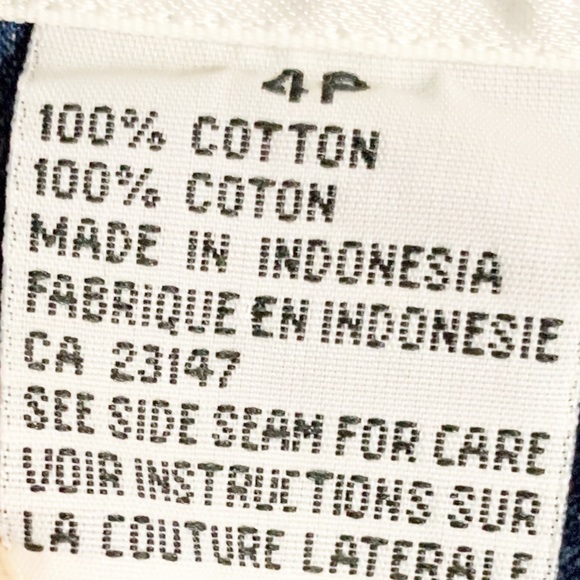 4P
100% COTTON
100% COTON
MADE IN INDONESIA
FABRIQUE EN INDONESIE
CA 23147
SEE SIDE SEAM FOR CARE
VOIR INSTRUCTIONS SUR
LA COUTURE LATERALE